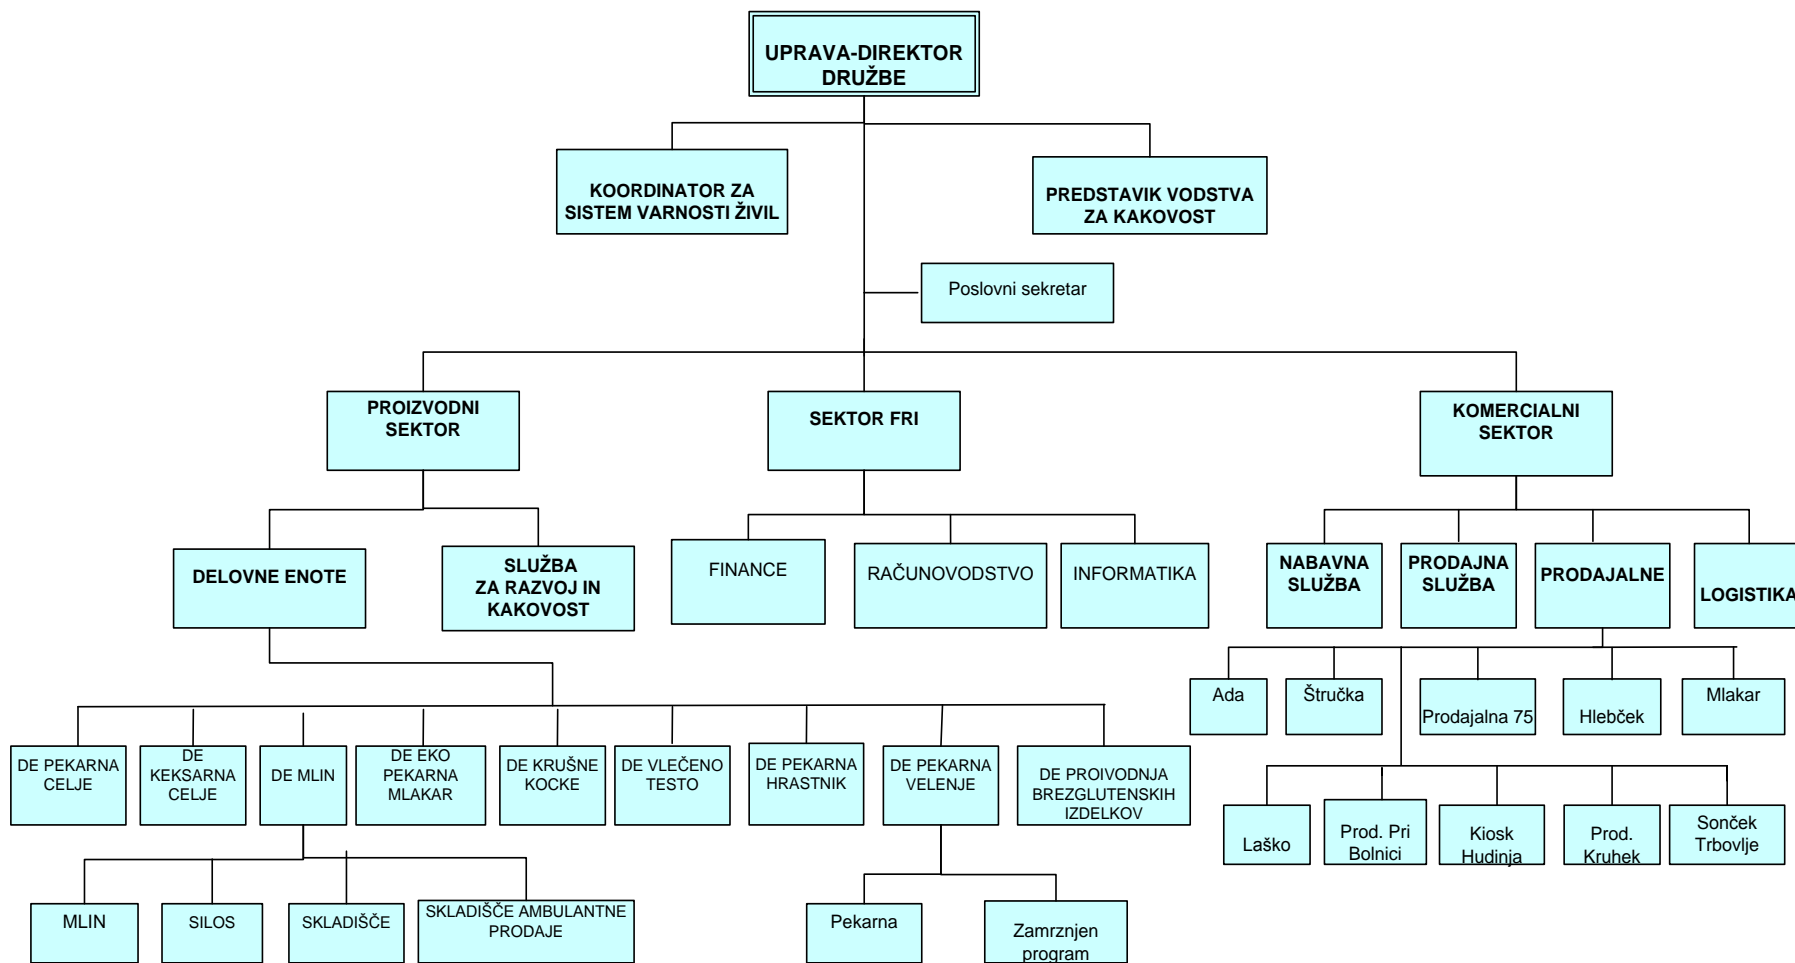 UPRAVA-DIREKTOR
DRUŽBE
KOORDINATOR ZA
SISTEM VARNOSTI ŽIVIL
PREDSTAVIK VODSTVA
ZA KAKOVOST
Poslovni sekretar
PROIZVODNI
SEKTOR
SEKTOR FRI
KOMERCIALNI
SEKTOR
DELOVNE ENOTE
SLUŽBA
ZA RAZVOJ IN
KAKOVOST
FINANCE
RAČUNOVODSTVO
INFORMATIKA
NABAVNA
SLUŽBA
PRODAJNA
SLUŽBA
PRODAJALNE
LOGISTIKA
Ada
Štručka
Prodajalna 75
Hlebček
Mlakar
DE PEKARNA
CELJE
DE
KEKSARNA
CELJE
DE MLIN
DE EKO
PEKARNA
MLAKAR
DE KRUŠNE
KOCKE
DE VLEČENO
TESTO
DE PEKARNA
HRASTNIK
DE PEKARNA
VELENJE
DE PROIVODNJA
BREZGLUTENSKIH
IZDELKOV
Laško
Prod. Pri
Bolnici
Kiosk
Hudinja
Prod.
Kruhek
Sonček
Trbovlje
MLIN
SILOS
SKLADIŠČE
SKLADIŠČE AMBULANTNE
PRODAJE
Pekarna
Zamrznjen
program